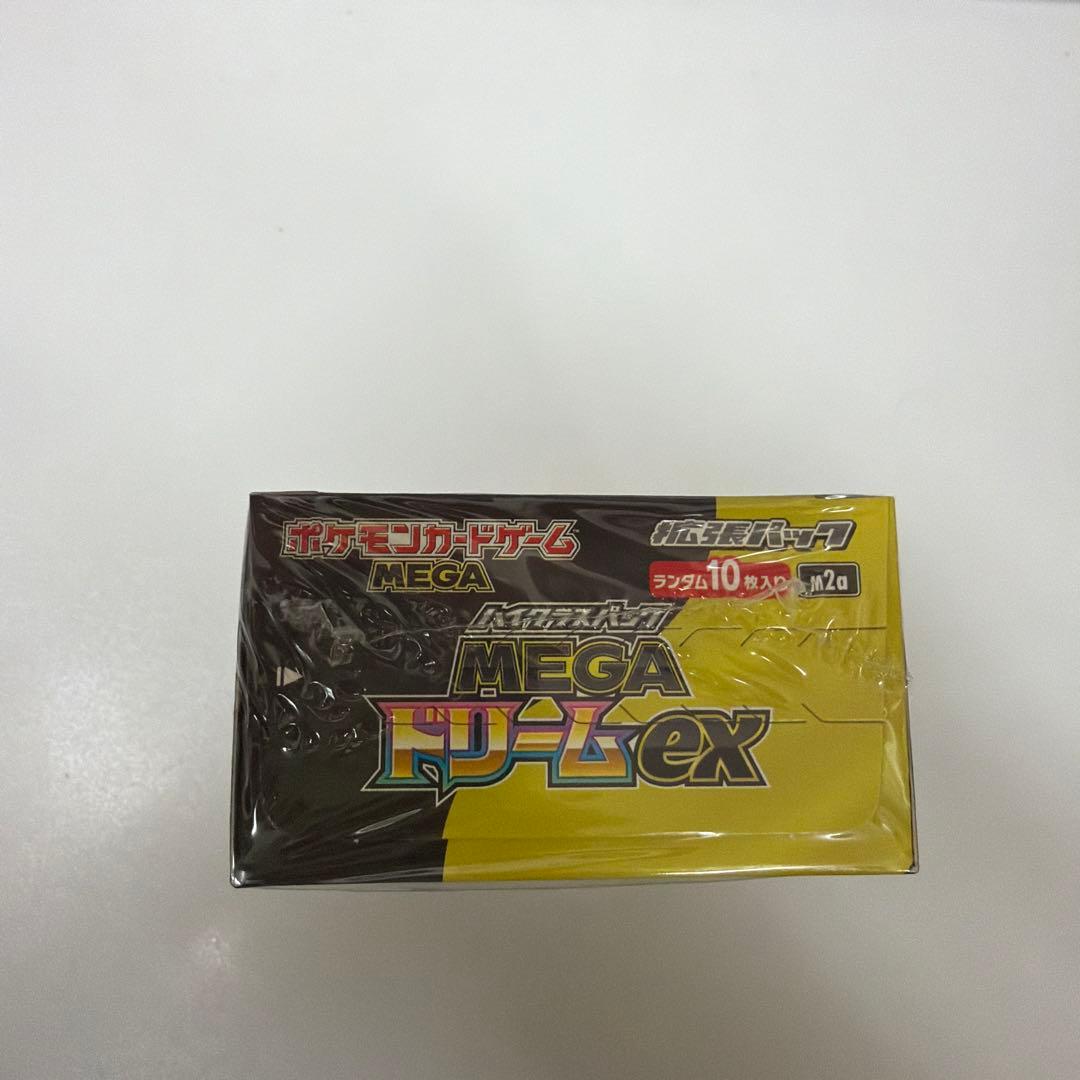 ポケモンカードゲーム
MEGA
拡張パック
ランダム10枚入り
M2a
ハイクラスパック
MEGA
ドリームex